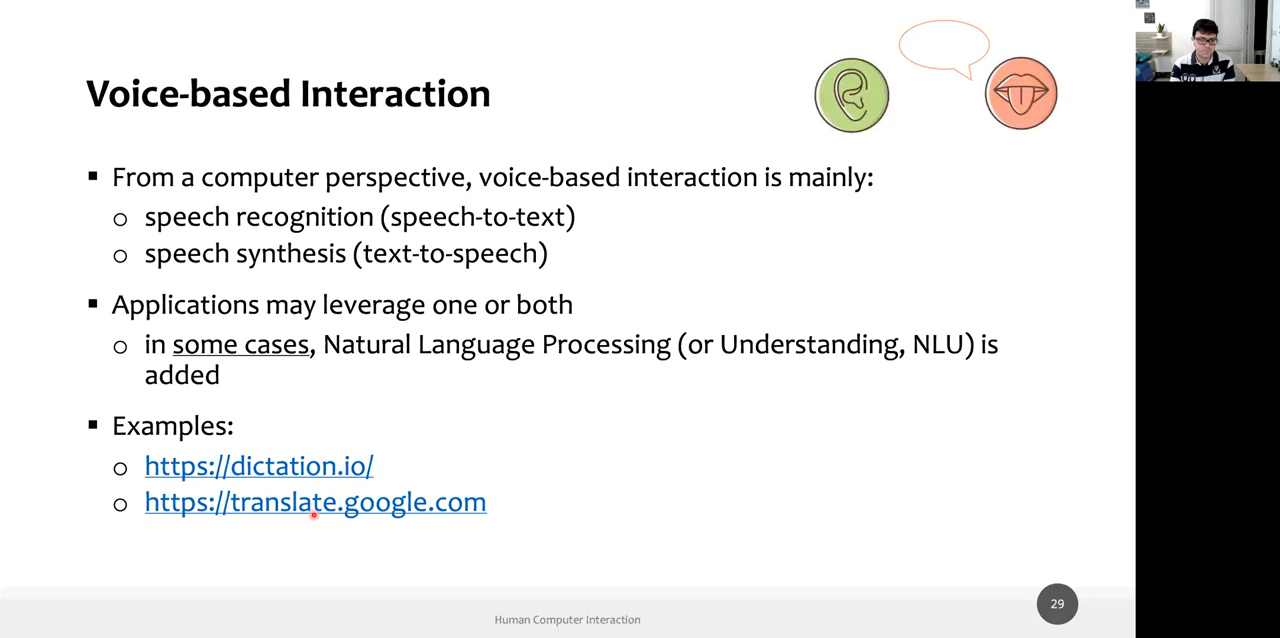 Voice-based Interaction
▪ From a computer perspective, voice-based interaction is mainly:
o speech recognition (speech-to-text)
o speech synthesis (text-to-speech)
▪ Applications may leverage one or both
o in some cases, Natural Language Processing (or Understanding, NLU) is
added
▪ Examples:
o https://dictation.io/
o https://translate.google.com
Human Computer Interaction
29